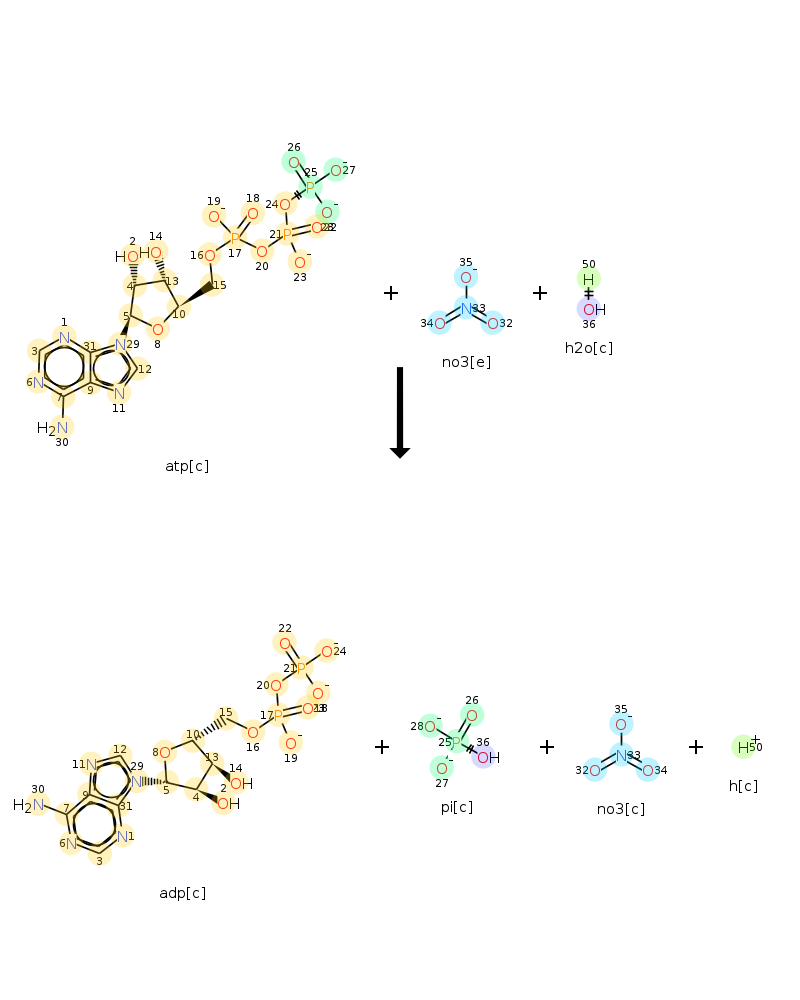 26
25
O
O
-
27
P
19
18
24
O
O
-
O
-
O
2
14
21
P
O
28 22
HO
HO
16
O
P
17
O
20
O
-
23
4
13
15
5
10
O
8
1
31
N
29
3
N
12
6
N
7
9
N
11
H2N
30
atp[c]
+
35
O
-
N
33
34
O
O
32
no3[e]
+
50
H
OH
36
h2o[c]
22
21
O
O
-
24
P
20
O
O
-
17
P
O
23 18
15
10
O
16
O
-
19
8
O
13
14
OH
12
11
N
29
N
5
4
2
OH
30
H2N
7
9
31
6
N
N
1
3
adp[c]
+
26
28
O
-
O
25
P
36
OH
O
-
27
pi[c]
+
35
O
-
N
33
32
O
O
34
no3[c]
+
H
+
50
h[c]